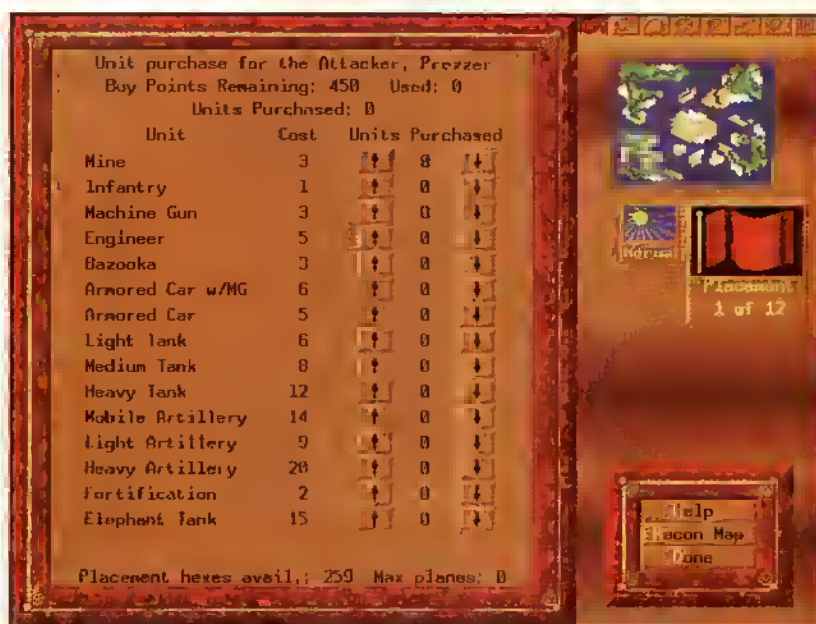 Unit purchase for the Attacker, Prezzer
Buy Points Remaining: 450 Used: 0
Units Purchased: 0
Unit Cost Units Purchased
Mine 3 0
Infantry 1 0
Machine Gun 3 0
Engineer 5 0
Bazooka 3 0
Armored Car w/MG 6 0
Armored Car 5 0
Light Tank 6 0
Medium Tank 8 0
Heavy Tank 12 0
Mobile Artillery 14 0
Light Artillery 9 0
Heavy Artillery 20 0
Fortification 2 0
Elephant Tank 15 0
Placement hexes avail.: 259 Max planes: 0
Normal
Placement
1 of 12
Help
Recon Map
Done